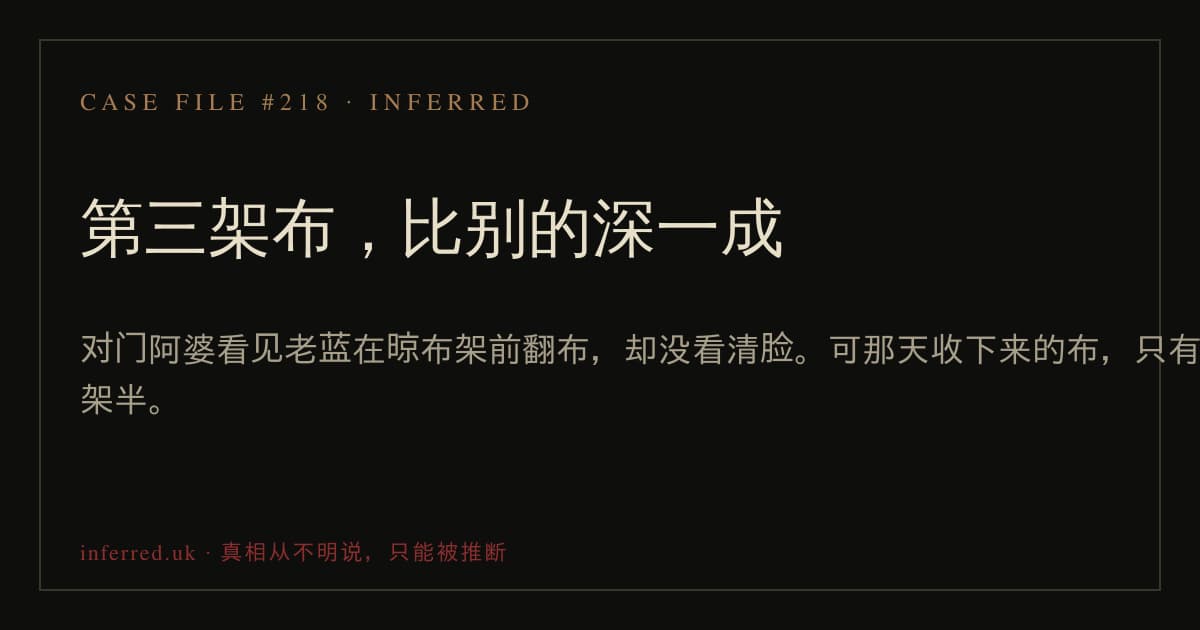 CASE FILE #218 · INFERRED
第三架布，比别的深一成
对门阿婆看见老蓝在晾布架前翻布，却没看清脸。可那天收下来的布，只有
架半。
inferred.uk · 真相从不明说，只能被推断